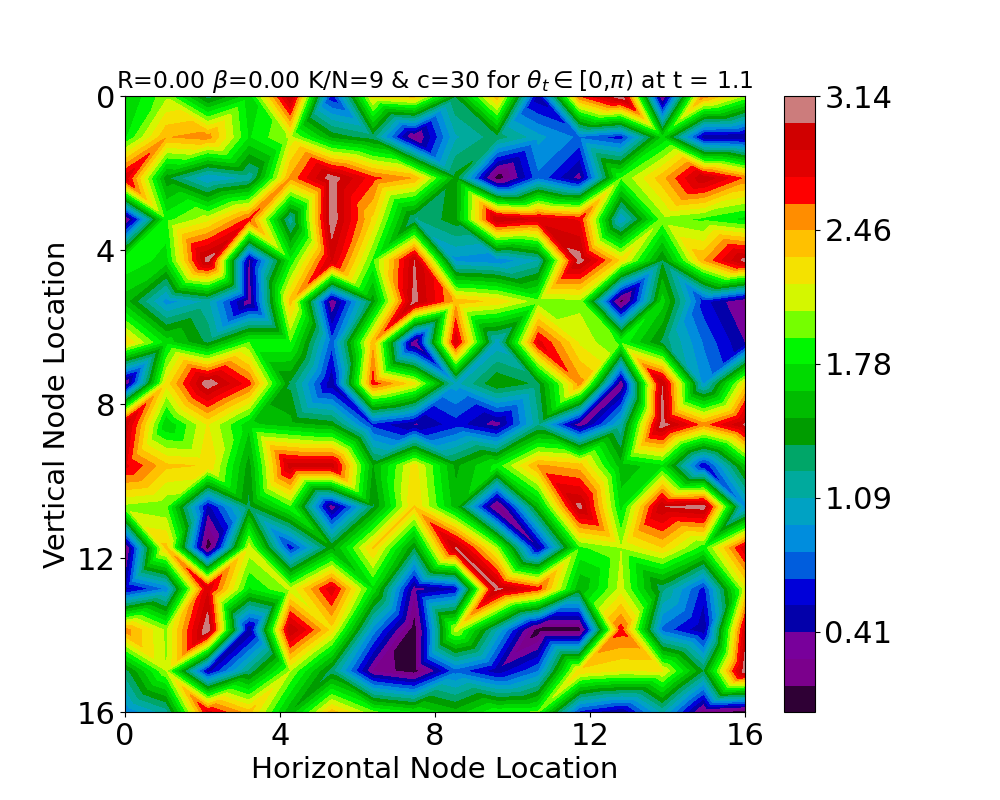 R=0.00 β=0.00 K/N=9 & c=30 for θₜ ∈ [0,π) at t = 1.1
0
4
8
12
16
0 4 8 12 16
Vertical Node Location
Horizontal Node Location
3.14
2.46
1.78
1.09
0.41